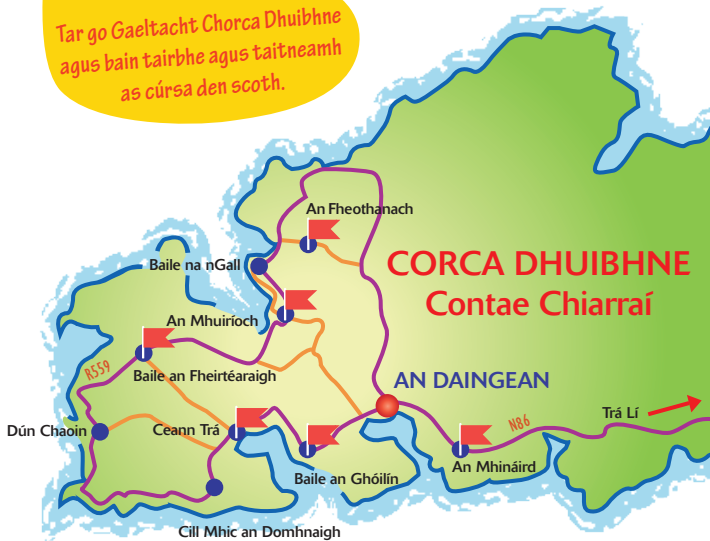 Tar go Gaeltacht Chorca Dhuibhne
agus bain tairbhe agus taitneamh
as cúrsa den scoth.
An Fheothanach
Baile na nGall
CORCA DHUIBHNE
Contae Chiarraí
An Mhuiríoch
R559
Baile an Fheirtéaraigh
AN DAINGEAN
Trá Lí
N86
Dún Chaoin
Ceann Trá
Baile an Ghóilín
An Mhináird
Cill Mhic an Domhnaigh